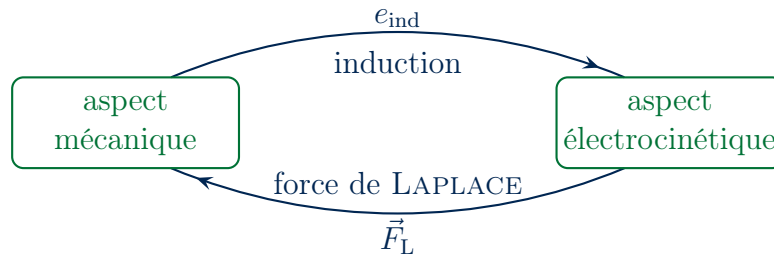 e_ind
induction
aspect
mécanique
aspect
électrocinétique
force de LAPLACE
F⃗_L